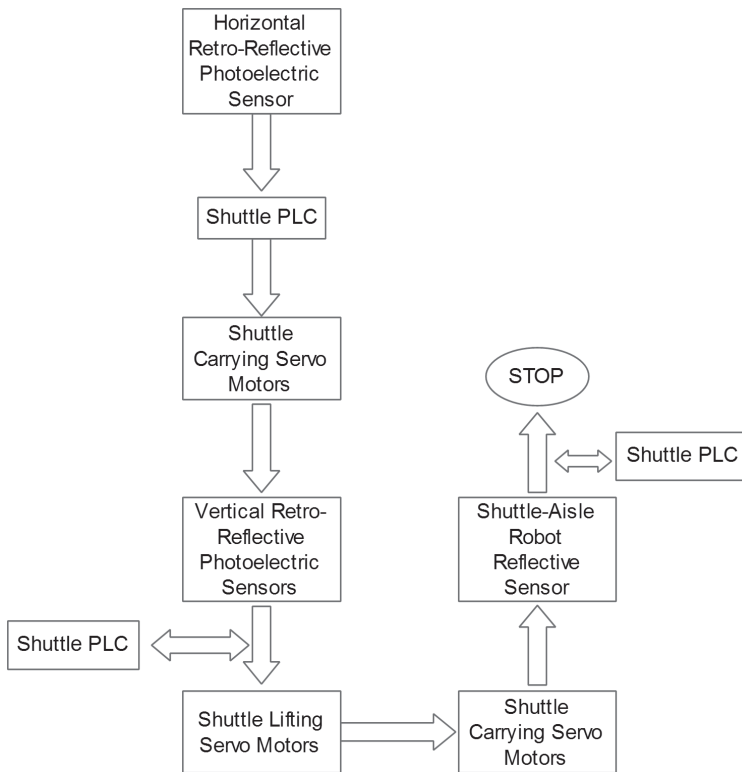 Horizontal
Retro-Reflective
Photoelectric
Sensor
Shuttle PLC
Shuttle
Carrying Servo
Motors
Vertical Retro-
Reflective
Photoelectric
Sensors
Shuttle PLC
Shuttle Lifting
Servo Motors
Shuttle
Carrying Servo
Motors
Shuttle-Aisle
Robot
Reflective
Sensor
Shuttle PLC
STOP